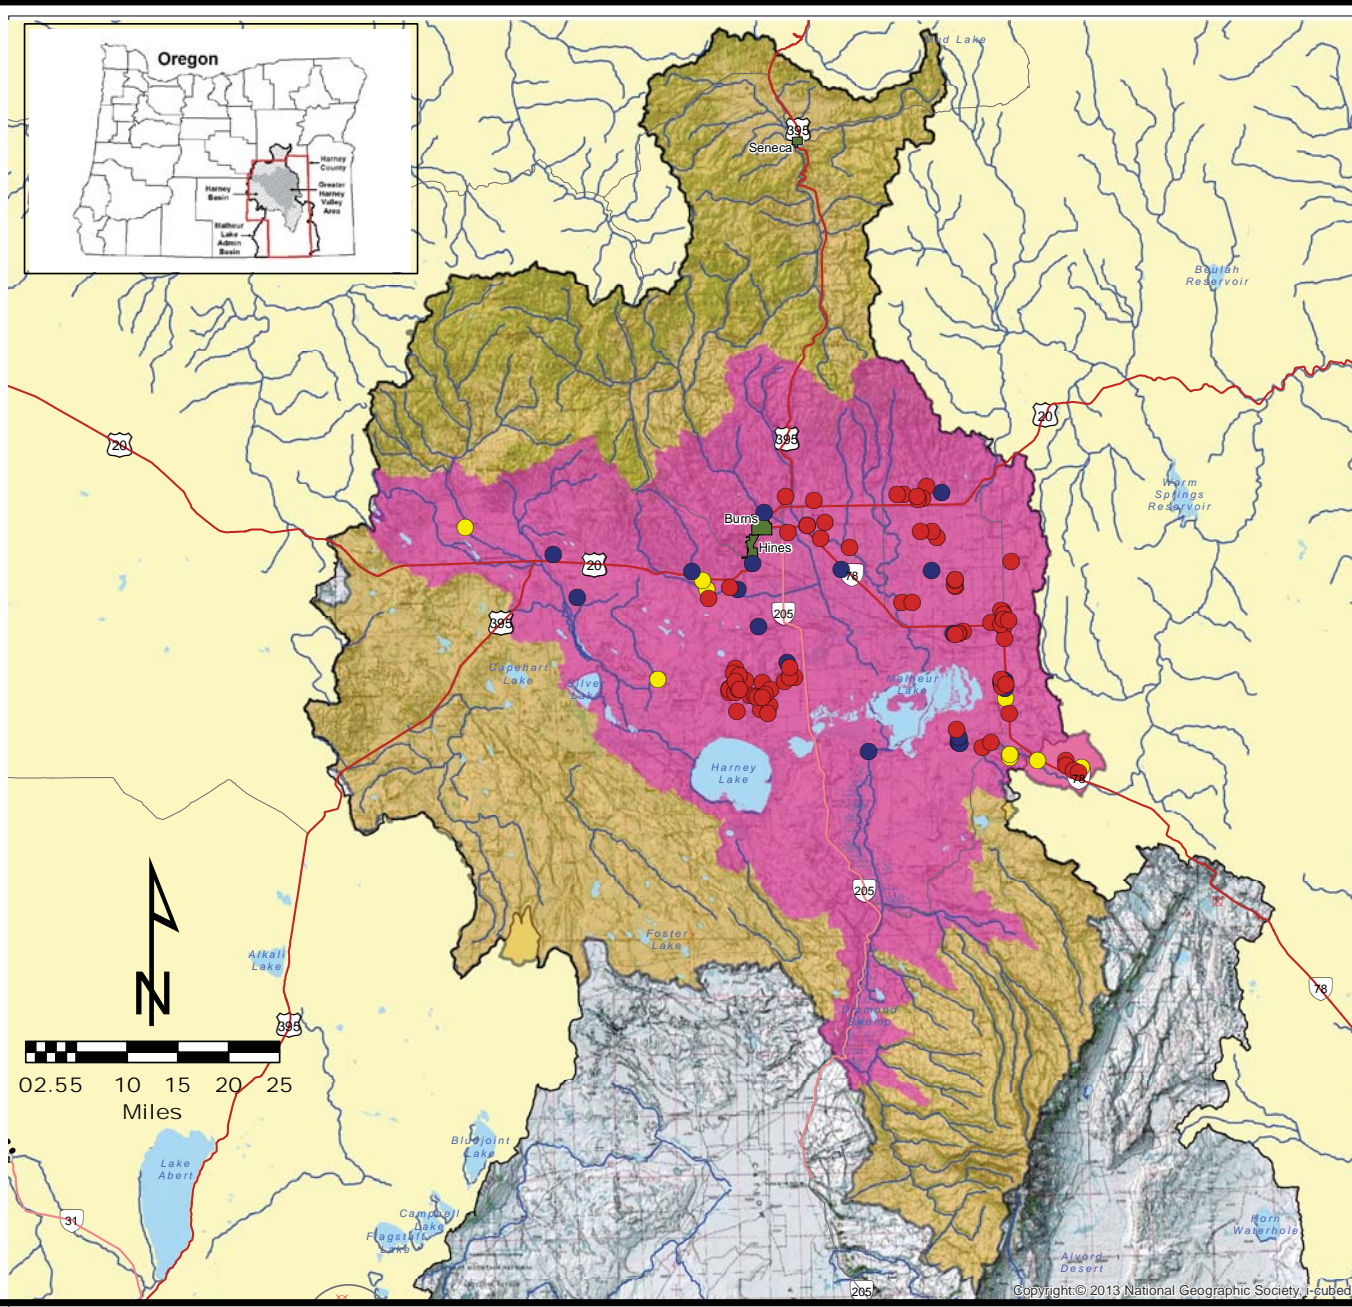 Oregon
Harney
County
Harney
Basin
Greater
Harney
Valley
Area
Malheur
Lake
Admin
Basin
Mud Lake
395
Seneca
Beulah
Reservoir
20
20
395
Warm
Springs
Reservoir
Burns
Hines
20
78
205
395
Capehart
Lake
Silver
Lake
Malheur
Lake
Harney
Lake
78
205
Foster
Lake
Alkali
Lake
N
78
Diamond
Swamp
395
02.55 10 15 20 25
Miles
Bluejoint
Lake
Lake
Abert
Campbell
Lake
Flagstaff
Lake
31
Horn
Waterhole
Alvord
Desert
205
Copyright:© 2013 National Geographic Society, i-cubed